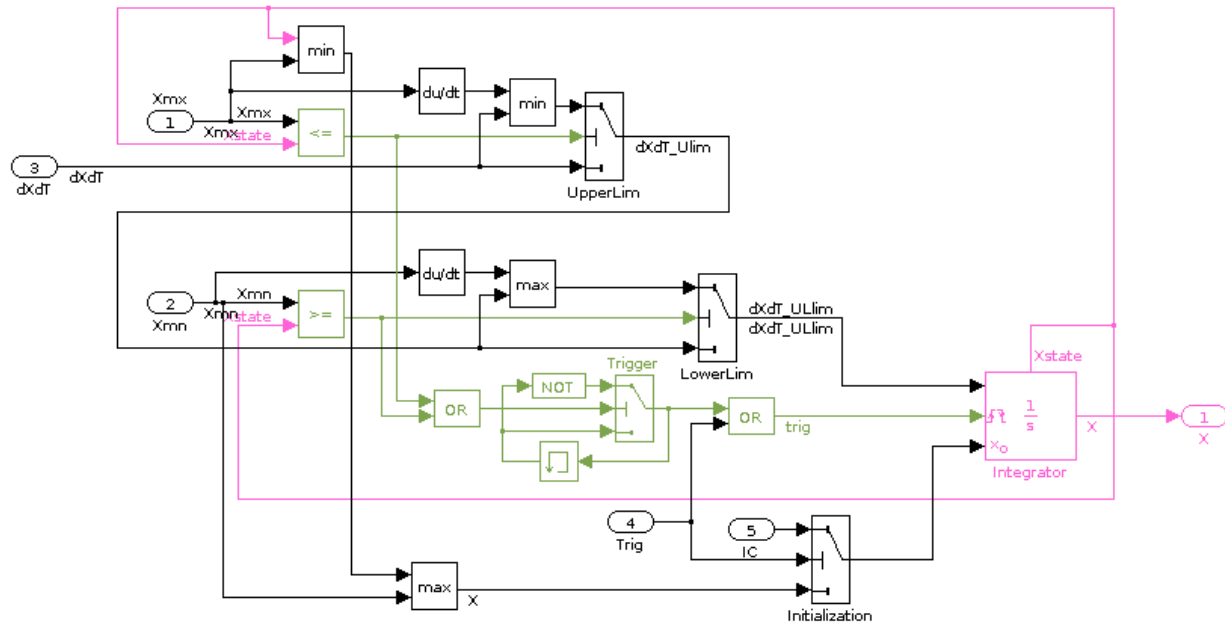 min
Xmx
du/dt
min
1
Xmx
<=
Xmx
Xstate
dXdT_Ulim
3
dXdT
dXdT
UpperLim
du/dt
max
2
Xmn
>=
dXdT_ULlim
Xmn
Xstate
dXdT_ULlim
Xmn
Trigger
LowerLim
Xstate
NOT
OR
OR
trig
1
s
X
1
X
xo
Integrator
4
Trig
5
IC
max
X
Initialization